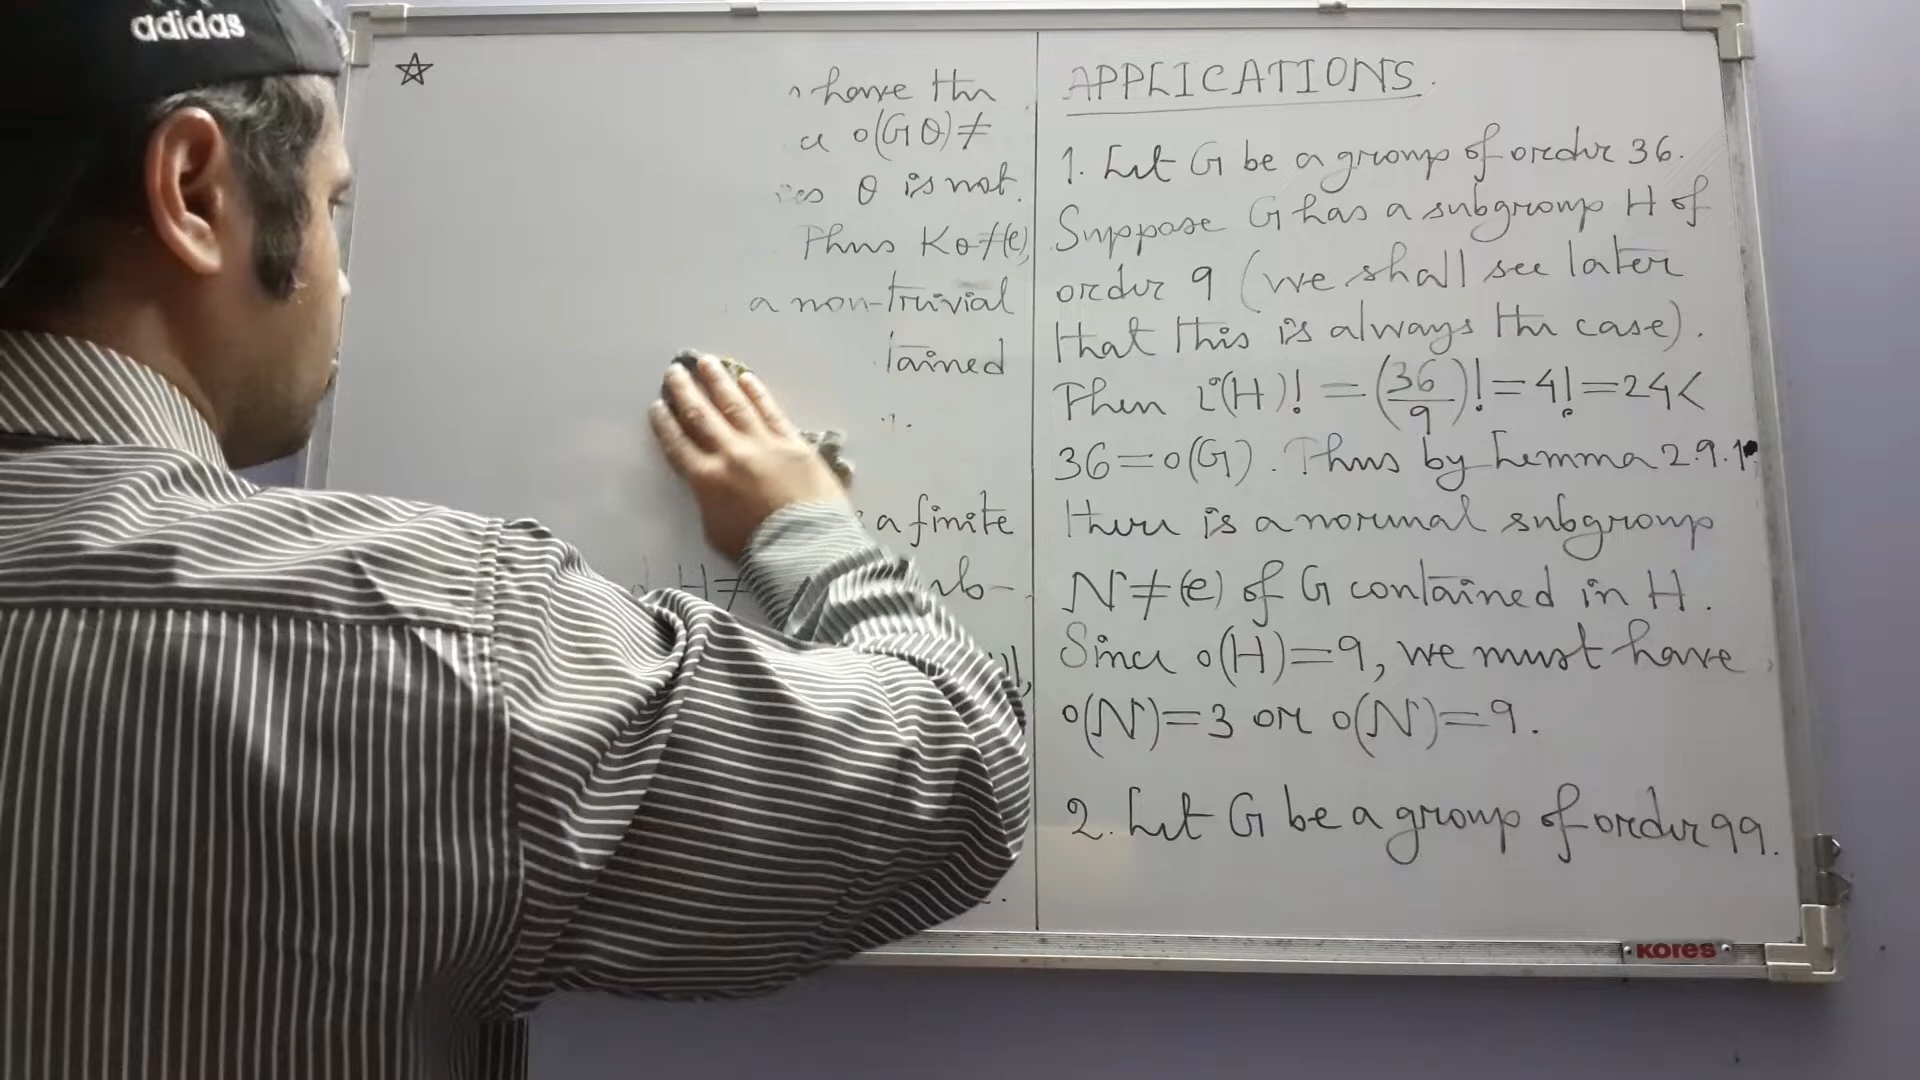 adidas
have the
o(Gθ)≠
θ is not
Thus Kθ≠(e),
a non-trivial
tained
a finite
H≠
APPLICATIONS.
1. Let G be a group of order 36.
Suppose G has a subgroup H of
order 9 (we shall see later
that this is always the case).
Then i(H)! = (36/9)! = 4! = 24 <
36 = o(G). Thus by Lemma 2.9.1
there is a normal subgroup
N ≠ (e) of G contained in H.
Since o(H) = 9, we must have
o(N) = 3 or o(N) = 9.
2. Let G be a group of order 99.
KORES